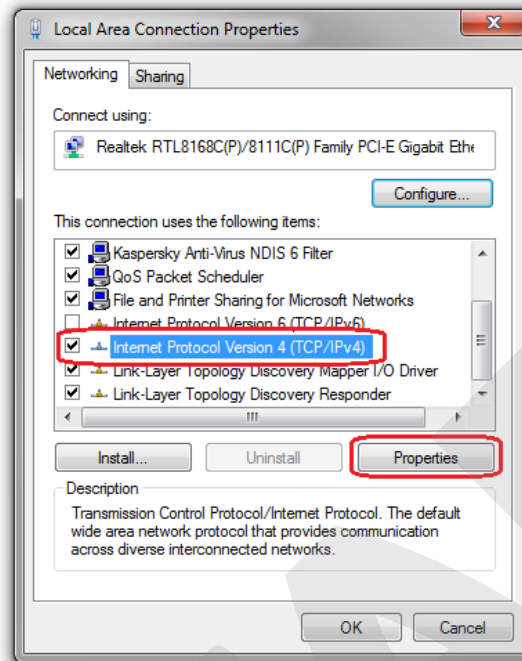 Local Area Connection Properties
Networking
Sharing
Connect using:
Realtek RTL8168C(P)/8111C(P) Family PCI-E Gigabit Ethe
Configure...
This connection uses the following items:
Kaspersky Anti-Virus NDIS 6 Filter
QoS Packet Scheduler
File and Printer Sharing for Microsoft Networks
Internet Protocol Version 6 (TCP/IPv6)
Internet Protocol Version 4 (TCP/IPv4)
Link-Layer Topology Discovery Mapper I/O Driver
Link-Layer Topology Discovery Responder
Install...
Uninstall
Properties
Description
Transmission Control Protocol/Internet Protocol. The default
wide area network protocol that provides communication
across diverse interconnected networks.
OK
Cancel